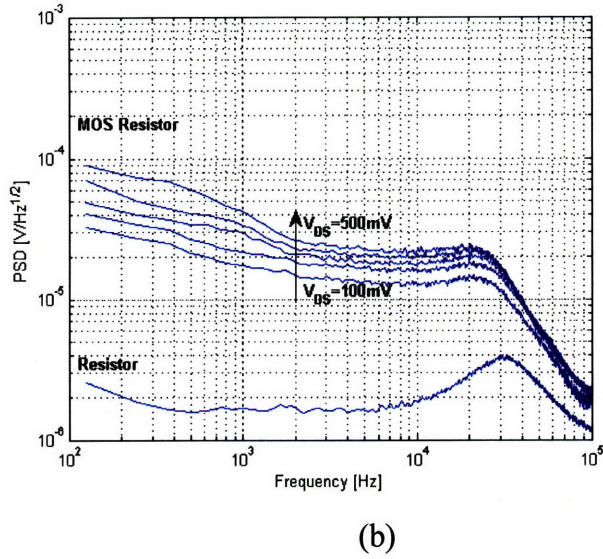 10^-3
MOS Resistor
10^-4
V_DS=500mV
PSD [V/Hz^1/2]
V_DS=100mV
10^-5
Resistor
10^-6
10^2 10^3 10^4 10^5
Frequency [Hz]
(b)